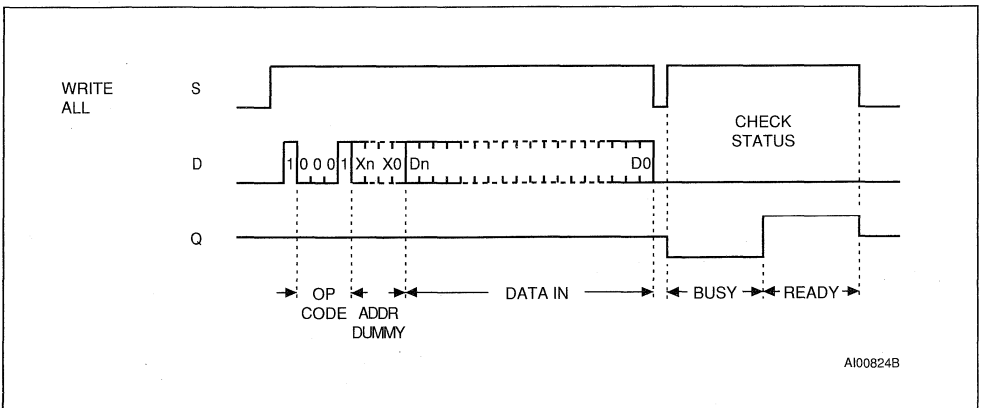 WRITE
ALL
S
CHECK
STATUS
D
1 0 0 0 1 Xn X0 Dn D0
Q
OP
CODE
ADDR
DUMMY
DATA IN
BUSY
READY
AI00824B